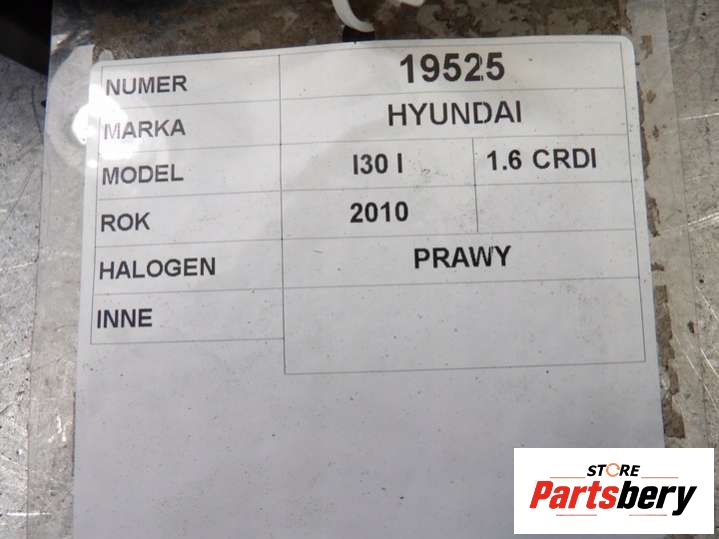 NUMER 19525
MARKA HYUNDAI
MODEL I30 I 1.6 CRDI
ROK 2010
HALOGEN PRAWY
INNE
STORE
Partsbery